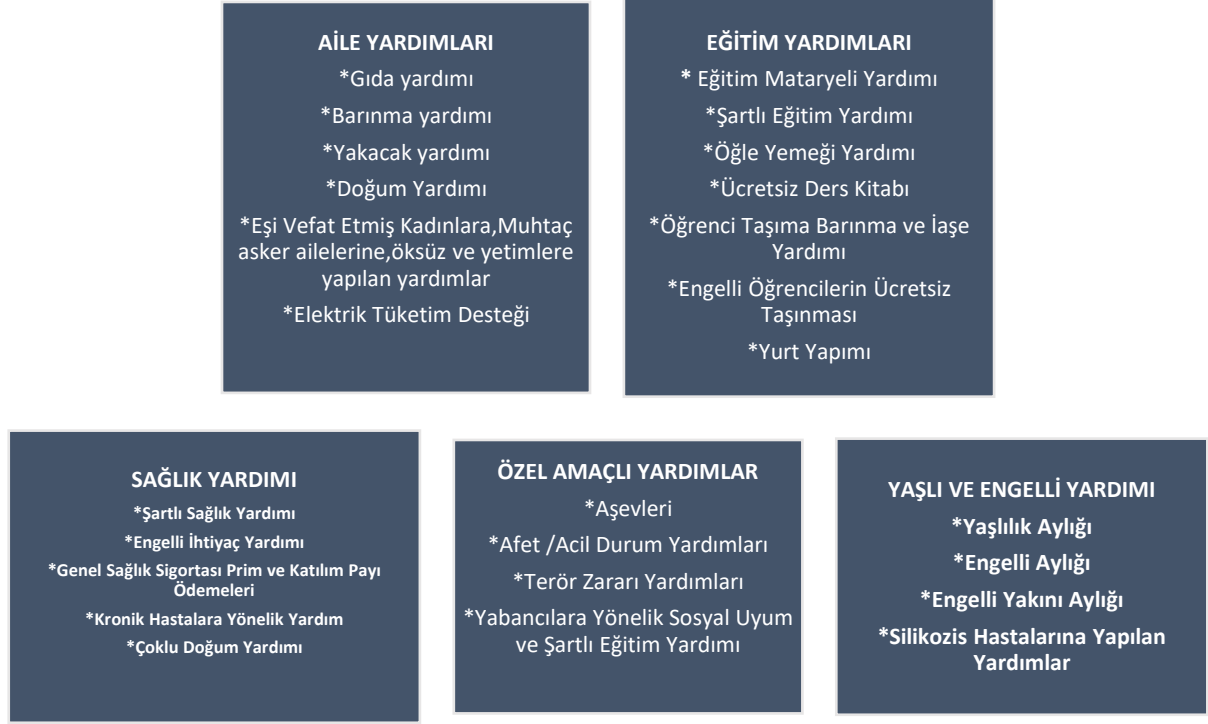 AİLE YARDIMLARI
*Gıda yardımı
*Barınma yardımı
*Yakacak yardımı
*Doğum Yardımı
*Eşi Vefat Etmiş Kadınlara,Muhtaç
asker ailelerine,öksüz ve yetimlere
yapılan yardımlar
*Elektrik Tüketim Desteği
EĞİTİM YARDIMLARI
* Eğitim Mataryeli Yardımı
*Şartlı Eğitim Yardımı
*Öğle Yemeği Yardımı
*Ücretsiz Ders Kitabı
*Öğrenci Taşıma Barınma ve İaşe
Yardımı
*Engelli Öğrencilerin Ücretsiz
Taşınması
*Yurt Yapımı
SAĞLIK YARDIMI
*Şartlı Sağlık Yardımı
*Engelli İhtiyaç Yardımı
*Genel Sağlık Sigortası Prim ve Katılım Payı
Ödemeleri
*Kronik Hastalara Yönelik Yardım
*Çoklu Doğum Yardımı
ÖZEL AMAÇLI YARDIMLAR
*Aşevleri
*Afet /Acil Durum Yardımları
*Terör Zararı Yardımları
*Yabancılara Yönelik Sosyal Uyum
ve Şartlı Eğitim Yardımı
YAŞLI VE ENGELLİ YARDIMI
*Yaşlılık Aylığı
*Engelli Aylığı
*Engelli Yakını Aylığı
*Silikozis Hastalarına Yapılan
Yardımlar